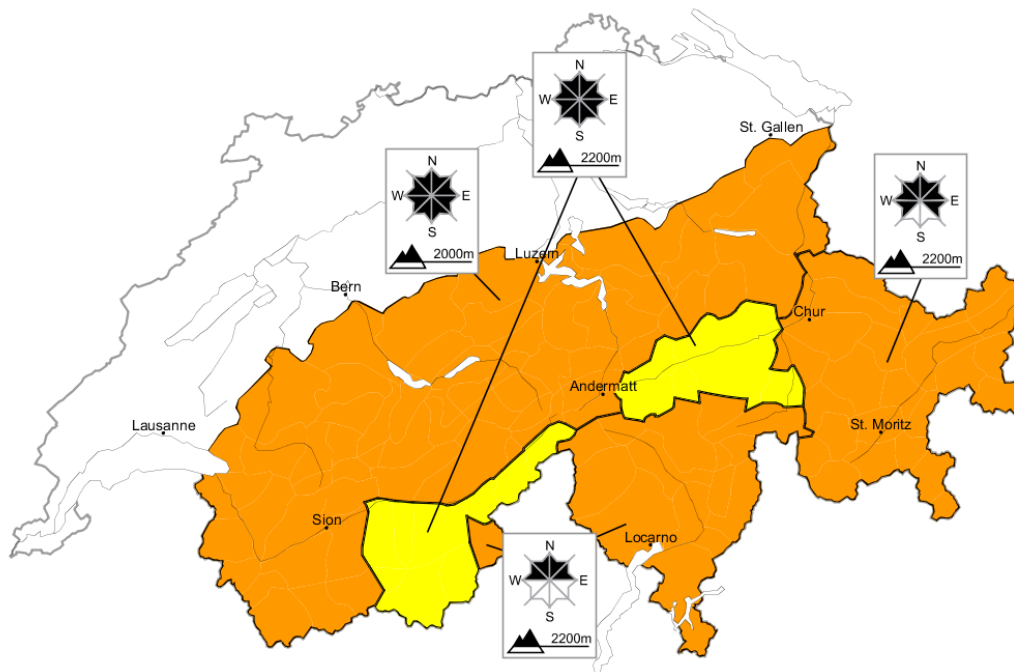 N
W E
S
2200m
St. Gallen
N
W E
S
2000m
N
W E
S
2200m
Luzern
Bern
Chur
Andermatt
Lausanne
St. Moritz
Sion
Locarno
N
W E
S
2200m